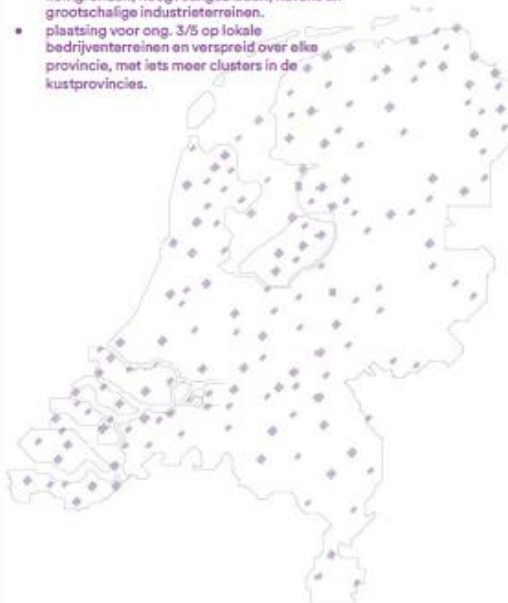 grootschalige industrieterreinen.
• plaatsing voor ong. 3/5 op lokale
bedrijventerreinen en verspreid over elke
provincie, met iets meer clusters in de
kustprovincies.